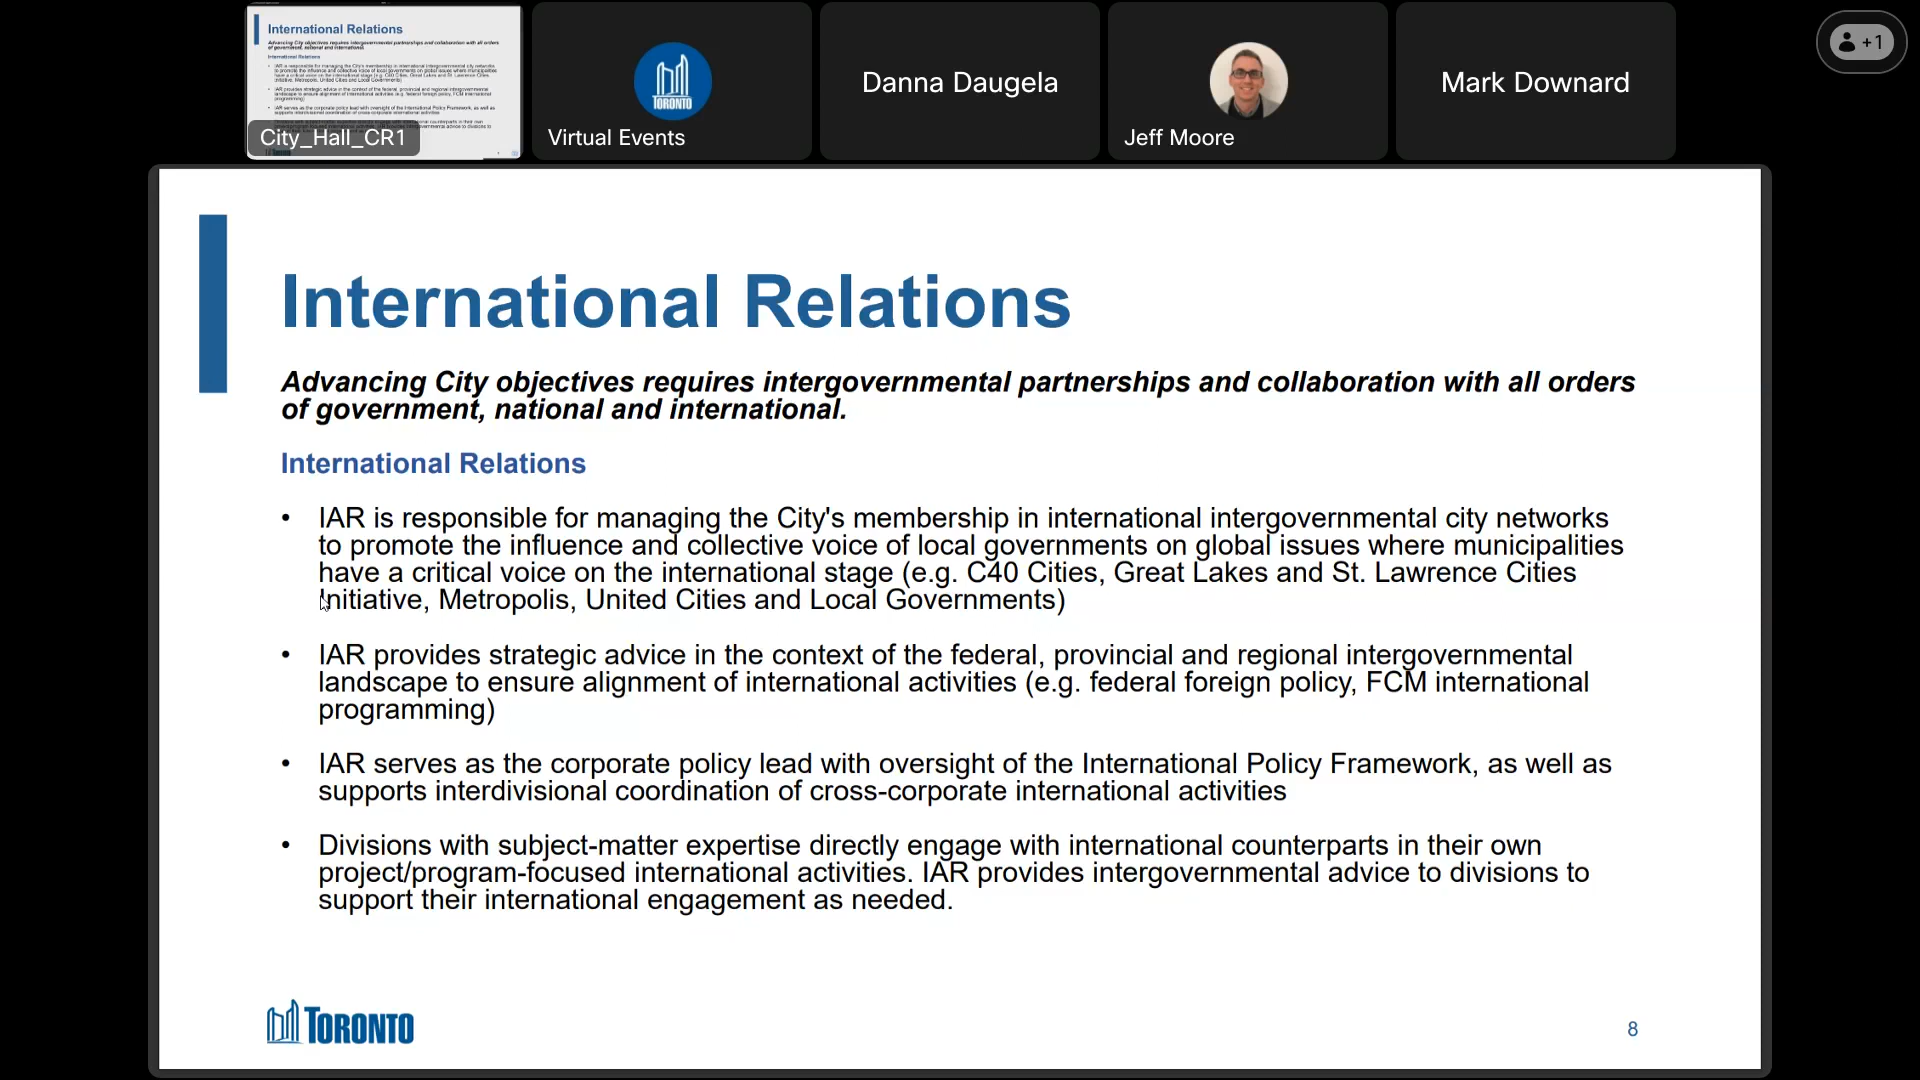 International Relations
City_Hall_CR1
TORONTO
Virtual Events
Danna Daugela
Jeff Moore
Mark Downard
+1
International Relations
Advancing City objectives requires intergovernmental partnerships and collaboration with all orders
of government, national and international.
International Relations
• IAR is responsible for managing the City's membership in international intergovernmental city networks
to promote the influence and collective voice of local governments on global issues where municipalities
have a critical voice on the international stage (e.g. C40 Cities, Great Lakes and St. Lawrence Cities
Initiative, Metropolis, United Cities and Local Governments)
• IAR provides strategic advice in the context of the federal, provincial and regional intergovernmental
landscape to ensure alignment of international activities (e.g. federal foreign policy, FCM international
programming)
• IAR serves as the corporate policy lead with oversight of the International Policy Framework, as well as
supports interdivisional coordination of cross-corporate international activities
• Divisions with subject-matter expertise directly engage with international counterparts in their own
project/program-focused international activities. IAR provides intergovernmental advice to divisions to
support their international engagement as needed.
TORONTO
8